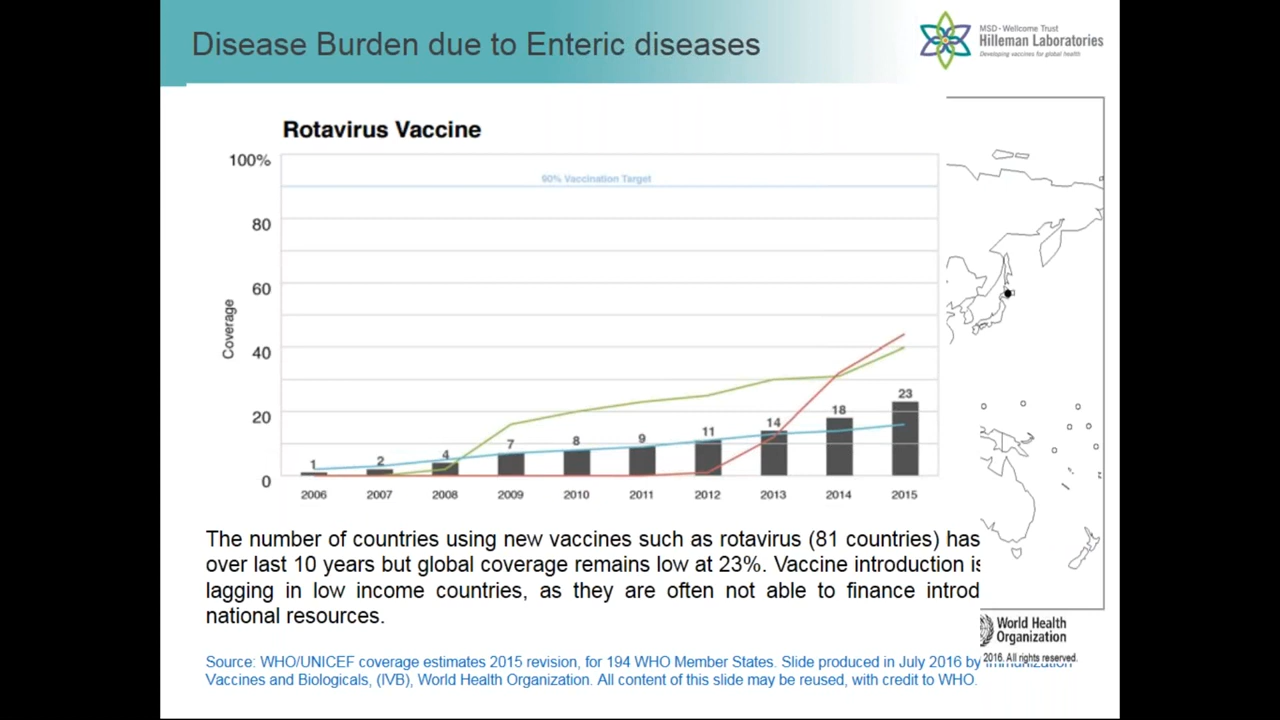 Disease Burden due to Enteric diseases
MSD - Wellcome Trust
Hilleman Laboratories
Developing vaccines for global health
Rotavirus Vaccine
100%
90% Vaccination Target
80
60
40
20
0
Coverage
1 2 4 7 8 9 11 14 18 23
2006 2007 2008 2009 2010 2011 2012 2013 2014 2015
The number of countries using new vaccines such as rotavirus (81 countries) has
over last 10 years but global coverage remains low at 23%. Vaccine introduction is
lagging in low income countries, as they are often not able to finance introd
national resources.
World Health
Organization
2016. All rights reserved.
Source: WHO/UNICEF coverage estimates 2015 revision, for 194 WHO Member States. Slide produced in July 2016 by
Vaccines and Biologicals, (IVB), World Health Organization. All content of this slide may be reused, with credit to WHO.